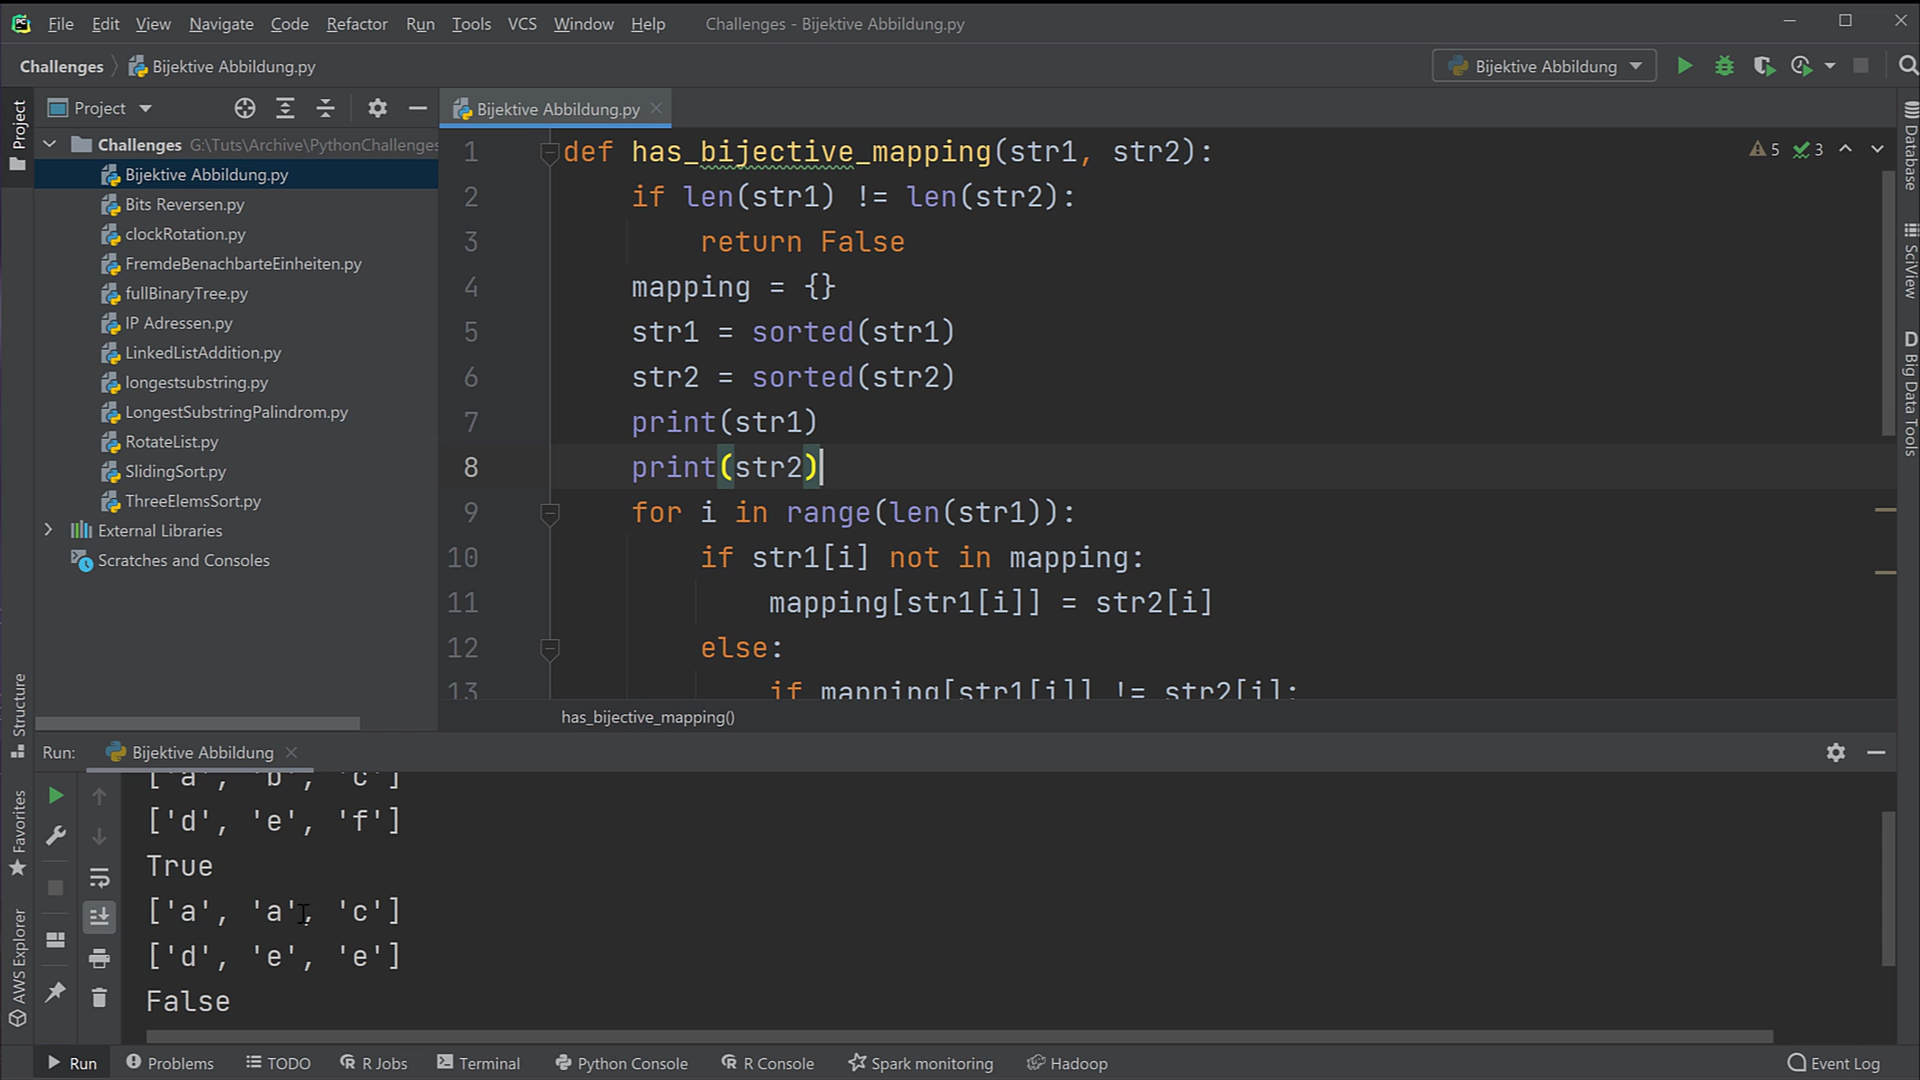 File Edit View Navigate Code Refactor Run Tools VCS Window Help Challenges - Bijektive Abbildung.py
Challenges Bijektive Abbildung.py Bijektive Abbildung
Project
Bijektive Abbildung.py
Challenges G:\Tuts\Archive\PythonChallenges
Bijektive Abbildung.py
Bits Reversen.py
clockRotation.py
FremdeBenachbarteEinheiten.py
fullBinaryTree.py
IP Adressen.py
LinkedListAddition.py
longestsubstring.py
LongestSubstringPalindrom.py
RotateList.py
SlidingSort.py
ThreeElemsSort.py
External Libraries
Scratches and Consoles
1 def has_bijective_mapping(str1, str2):
2 if len(str1) != len(str2):
3 return False
4 mapping = {}
5 str1 = sorted(str1)
6 str2 = sorted(str2)
7 print(str1)
8 print(str2)
9 for i in range(len(str1)):
10 if str1[i] not in mapping:
11 mapping[str1[i]] = str2[i]
12 else:
13 if mapping[str1[i]] != str2[i]:
5 3
has_bijective_mapping()
Project
Structure
Favorites
AWS Explorer
Database
SciView
D Big Data Tools
Run: Bijektive Abbildung
['a', 'b', 'c']
['d', 'e', 'f']
True
['a', 'a', 'c']
['d', 'e', 'e']
False
Run Problems TODO R Jobs Terminal Python Console R Console Spark monitoring Hadoop Event Log